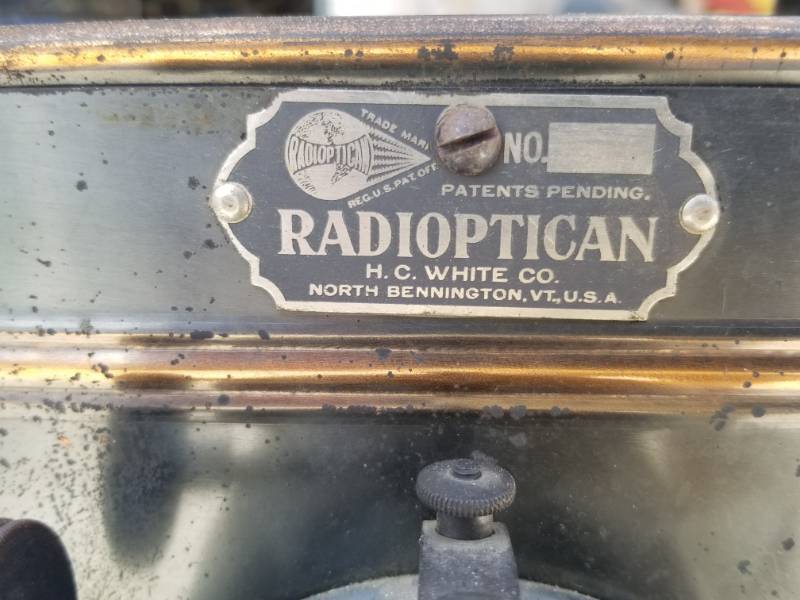 TRADE MARK
RADIOPTICAN
REG. U.S. PAT. OFF.
NO.
PATENTS PENDING.
RADIOPTICAN
H. C. WHITE CO.
NORTH BENNINGTON, VT., U.S.A.